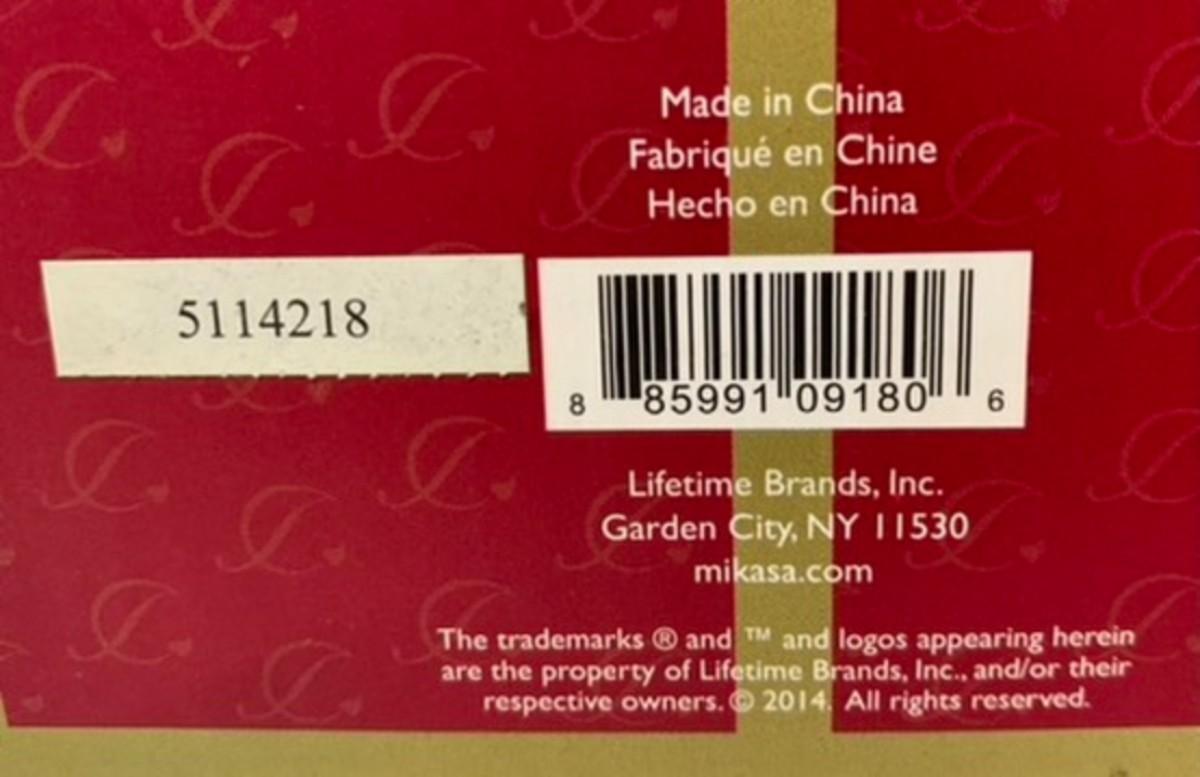 Made in China
Fabriqué en Chine
Hecho en China
5114218
8 85991 09180 6
Lifetime Brands, Inc.
Garden City, NY 11530
mikasa.com
The trademarks ® and ™ and logos appearing herein
are the property of Lifetime Brands, Inc., and/or their
respective owners. © 2014. All rights reserved.